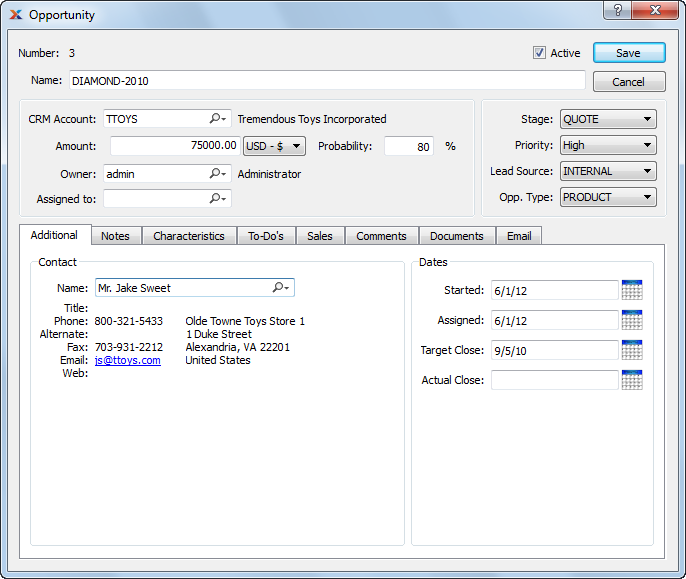 Opportunity
Number: 3 Active Save
Name: DIAMOND-2010 Cancel
CRM Account: TTOYS Tremendous Toys Incorporated Stage: QUOTE
Amount: 75000.00 USD - $ Probability: 80 % Priority: High
Owner: admin Administrator Lead Source: INTERNAL
Assigned to: Opp. Type: PRODUCT
Additional Notes Characteristics To-Do's Sales Comments Documents Email
Contact Dates
Name: Mr. Jake Sweet Started: 6/1/12
Title:
Phone: 800-321-5433 Olde Towne Toys Store 1 Assigned: 6/1/12
Alternate: 1 Duke Street
Fax: 703-931-2212 Alexandria, VA 22201 Target Close: 9/5/10
Email: js@ttoys.com United States
Web: Actual Close: